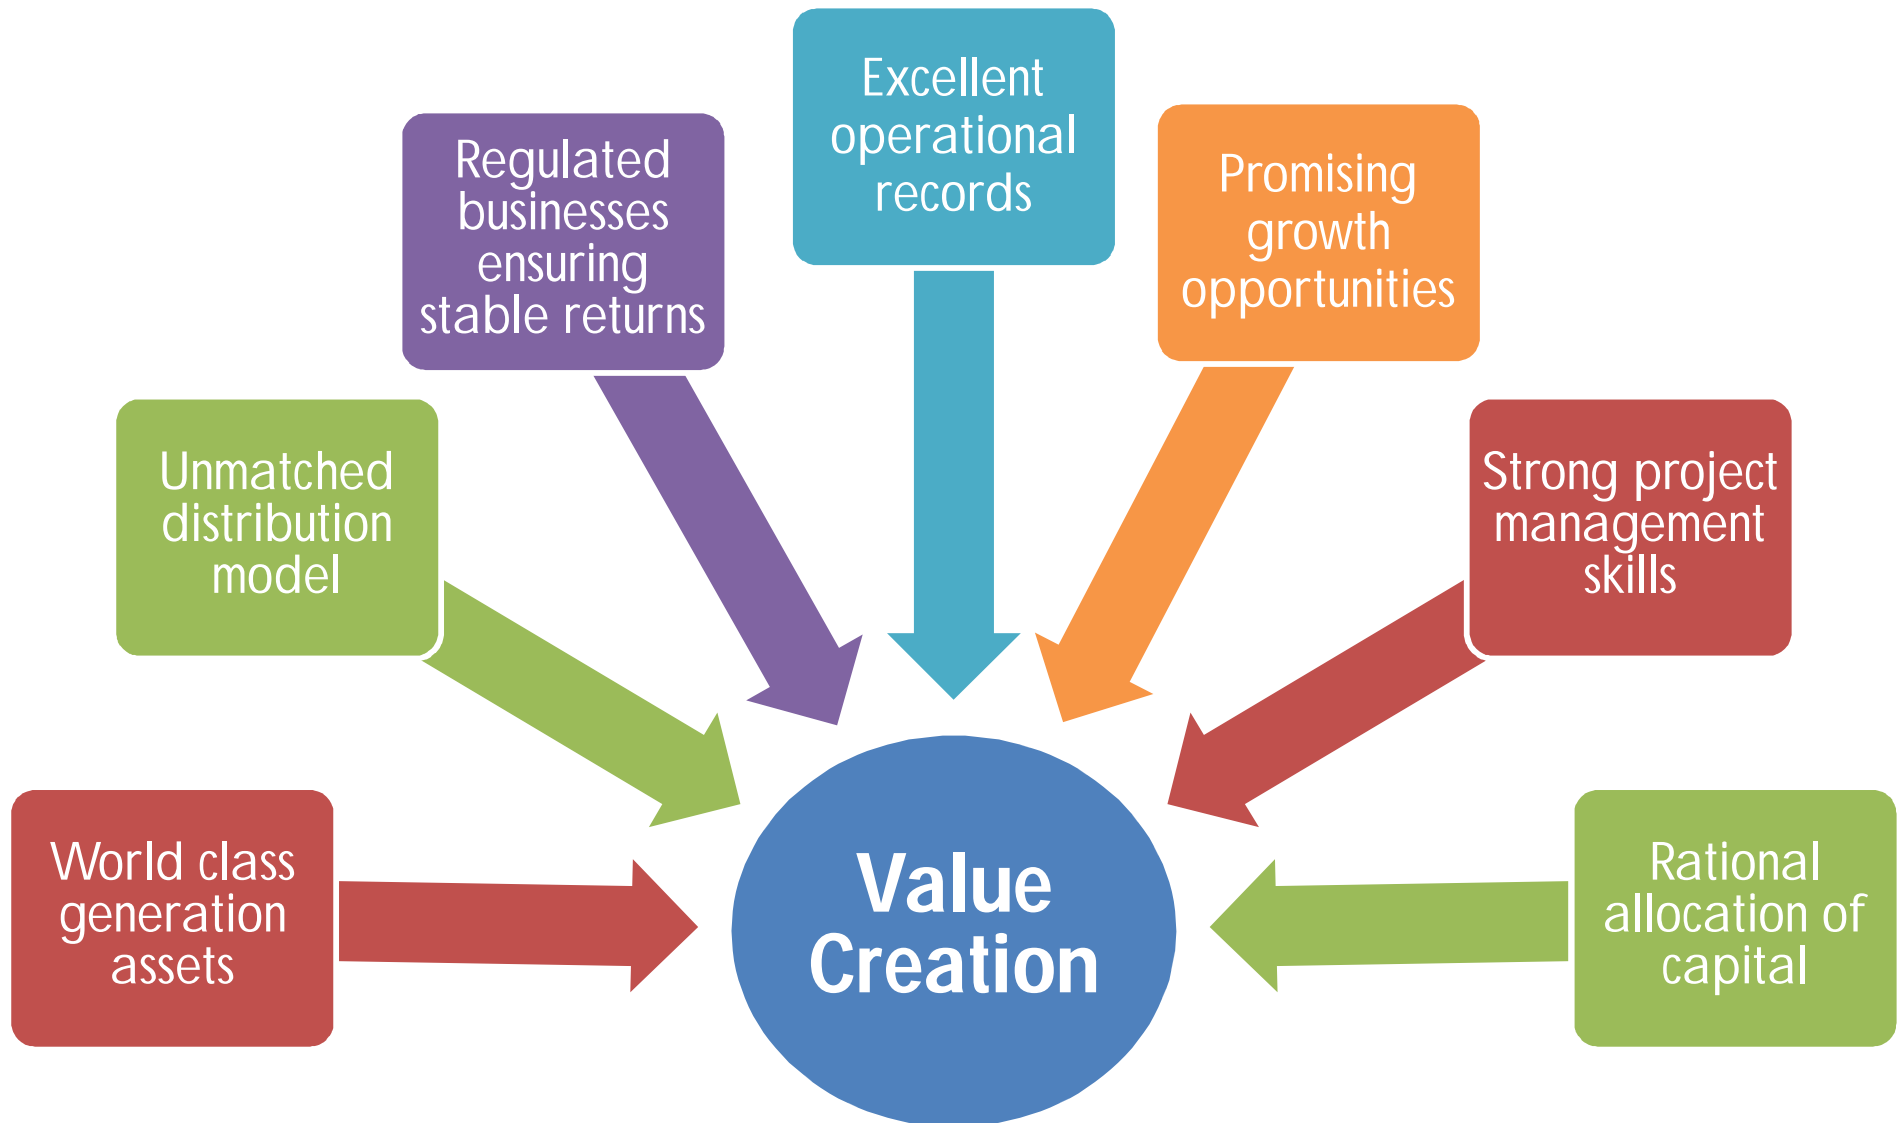 Excellent
operational
records
Regulated
businesses
ensuring
stable returns
Promising
growth
opportunities
Unmatched
distribution
model
Strong project
management
skills
World class
generation
assets
Value
Creation
Rational
allocation of
capital